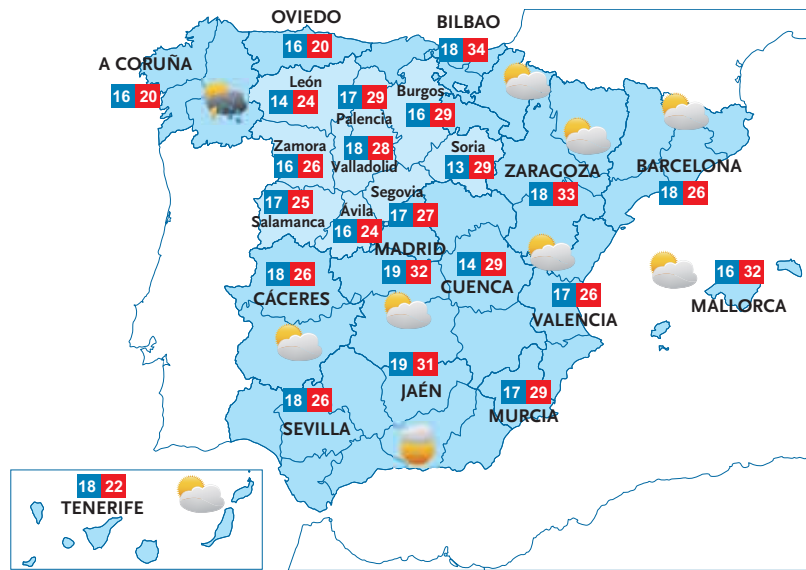 OVIEDO
16 20
BILBAO
18 34
A CORUÑA
16 20
León
14 24
17 29
Palencia
Burgos
16 29
Zamora
16 26
18 28
Valladolid
Soria
13 29
ZARAGOZA
18 33
BARCELONA
18 26
17 25
Salamanca
Ávila
16 24
Segovia
17 27
MADRID
19 32
14 29
CUENCA
18 26
CÁCERES
17 26
VALENCIA
16 32
MALLORCA
19 31
JAÉN
18 26
SEVILLA
17 29
MURCIA
18 22
TENERIFE